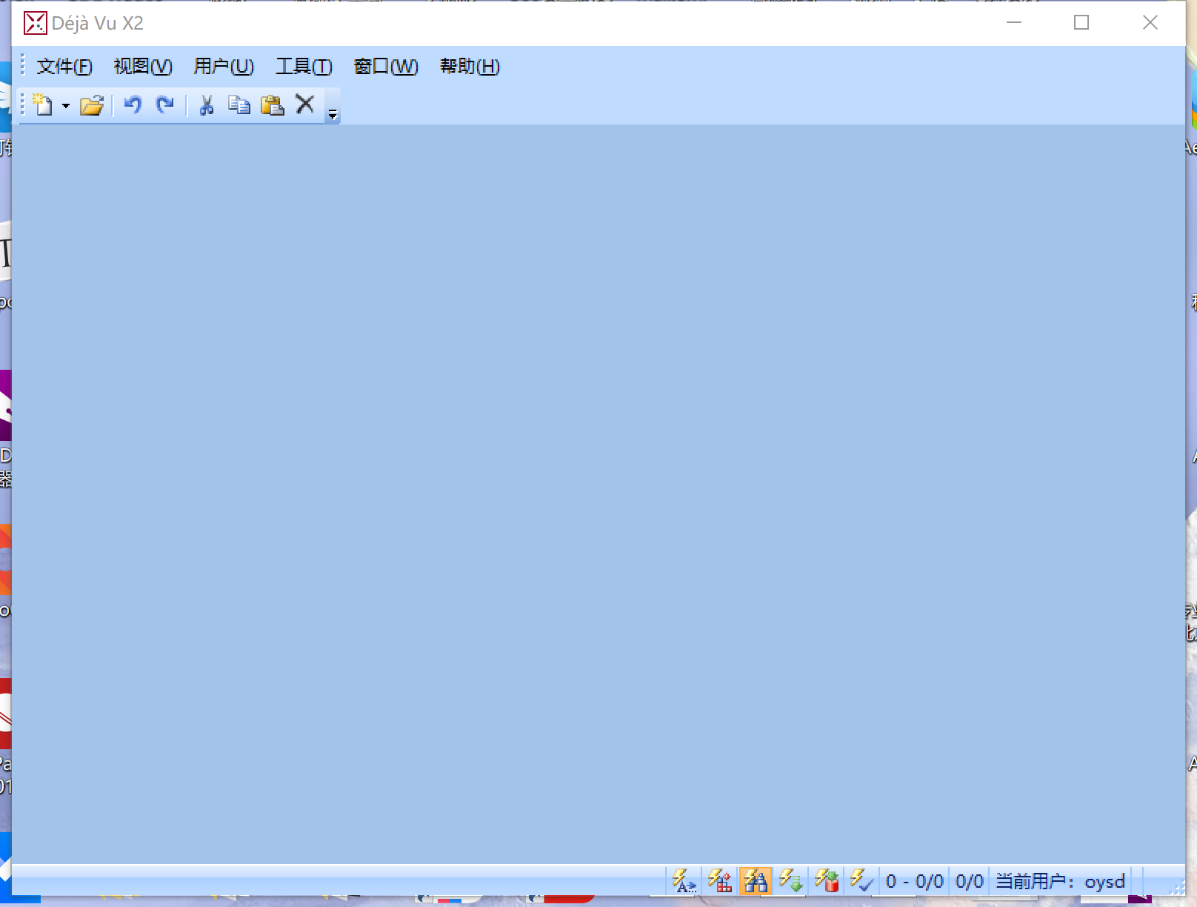 Déjà Vu X2
文件(F) 视图(V) 用户(U) 工具(T) 窗口(W) 帮助(H)
0 - 0/0 0/0 当前用户: oysd